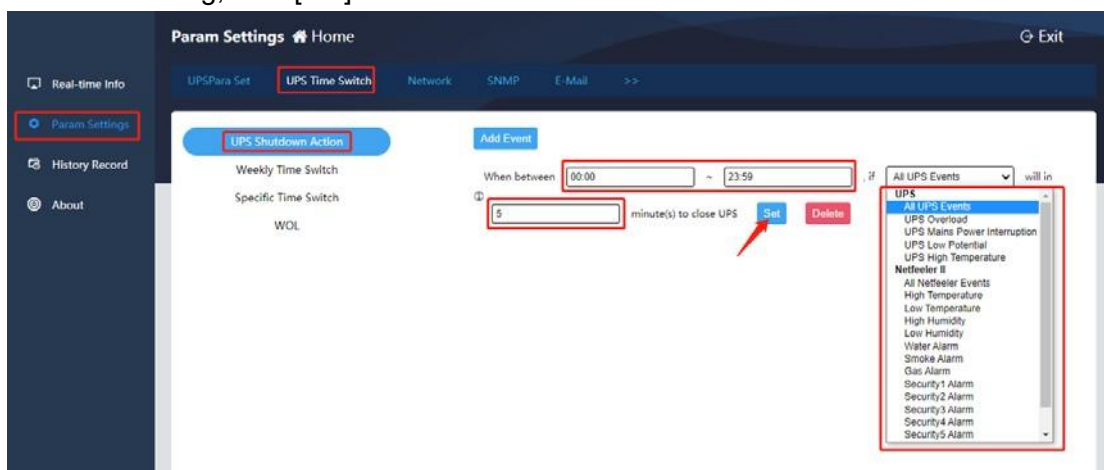 Param Settings Home
Exit
Real-time Info
Param Settings
History Record
About
UPSPara Set UPS Time Switch Network SNMP E-Mail >>
UPS Shutdown Action
Weekly Time Switch
Specific Time Switch
WOL
Add Event
When between 00:00 ~ 23:59 , if All UPS Events will in
① 5 minute(s) to close UPS Set Delete
UPS
All UPS Events
UPS Overload
UPS Mains Power Interruption
UPS Low Potential
UPS High Temperature
Netfeeler II
All Netfeeler Events
High Temperature
Low Temperature
High Humidity
Low Humidity
Water Alarm
Smoke Alarm
Gas Alarm
Security1 Alarm
Security2 Alarm
Security3 Alarm
Security4 Alarm
Security5 Alarm